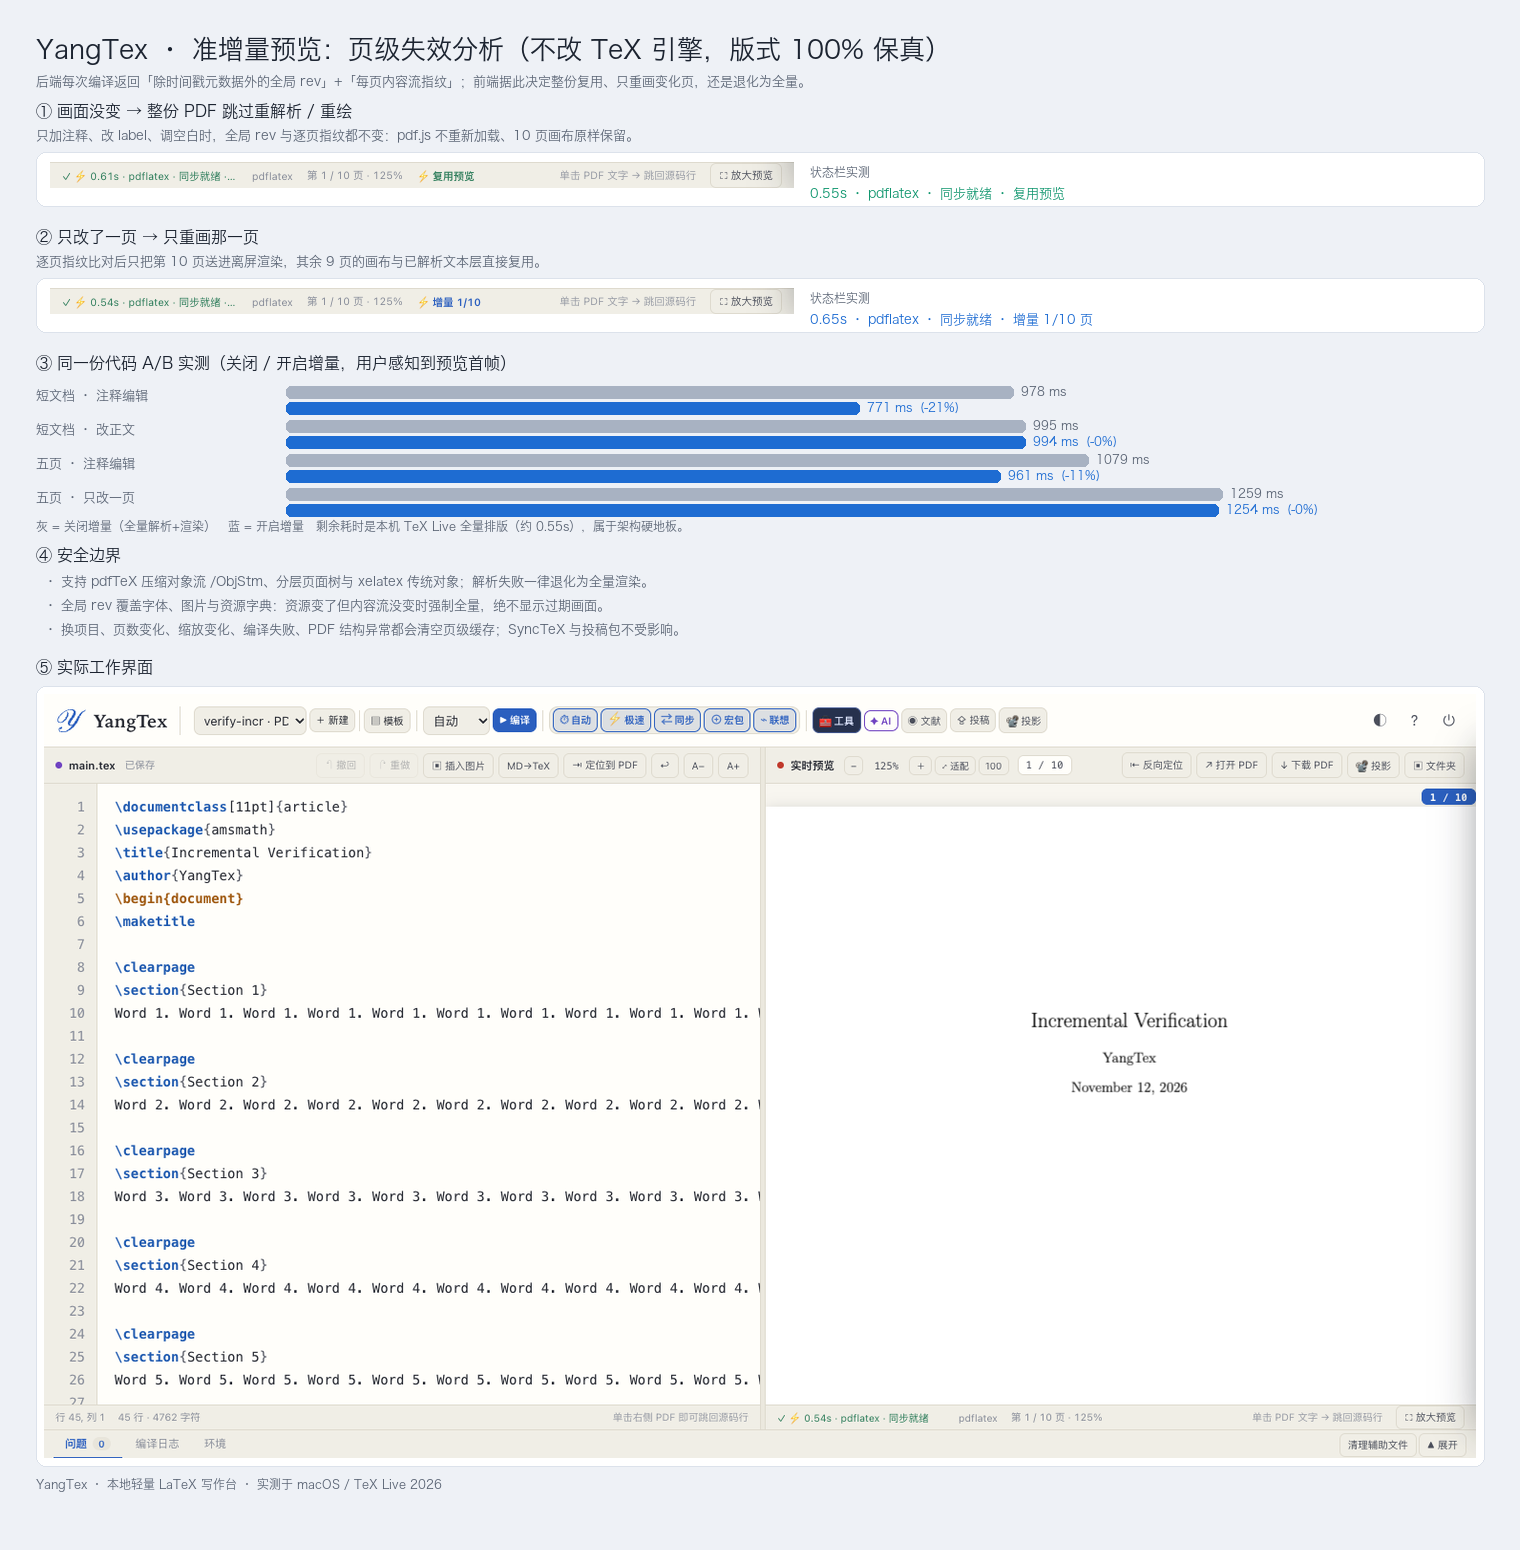 YangTex · 准增量预览：页级失效分析（不改 TeX 引擎，版式 100% 保真）
后端每次编译返回「除时间戳元数据外的全局 rev」+「每页内容流指纹」；前端据此决定整份复用、只重画变化页，还是退化为全量。
① 画面没变 → 整份 PDF 跳过重解析 / 重绘
只加注释、改 label、调空白时，全局 rev 与逐页指纹都不变：pdf.js 不重新加载、10 页画布原样保留。
✓ ⚡ 0.61s · pdflatex · 同步就绪 ·... pdflatex 第 1 / 10 页 · 125% ⚡ 复用预览 单击 PDF 文字 → 跳回源码行 ⛶ 放大预览
状态栏实测
0.55s · pdflatex · 同步就绪 · 复用预览
② 只改了一页 → 只重画那一页
逐页指纹比对后只把第 10 页送进离屏渲染，其余 9 页的画布与已解析文本层直接复用。
✓ ⚡ 0.54s · pdflatex · 同步就绪 ·... pdflatex 第 1 / 10 页 · 125% ⚡ 增量 1/10 单击 PDF 文字 → 跳回源码行 ⛶ 放大预览
状态栏实测
0.65s · pdflatex · 同步就绪 · 增量 1/10 页
③ 同一份代码 A/B 实测（关闭 / 开启增量，用户感知到预览首帧）
短文档 · 注释编辑 978 ms
771 ms (-21%)
短文档 · 改正文 995 ms
994 ms (-0%)
五页 · 注释编辑 1079 ms
961 ms (-11%)
五页 · 只改一页 1259 ms
1254 ms (-0%)
灰 = 关闭增量（全量解析+渲染） 蓝 = 开启增量 剩余耗时是本机 TeX Live 全量排版（约 0.55s），属于架构硬地板。
④ 安全边界
· 支持 pdfTeX 压缩对象流 /ObjStm、分层页面树与 xelatex 传统对象；解析失败一律退化为全量渲染。
· 全局 rev 覆盖字体、图片与资源字典：资源变了但内容流没变时强制全量，绝不显示过期画面。
· 换项目、页数变化、缩放变化、编译失败、PDF 结构异常都会清空页级缓存；SyncTeX 与投稿包不受影响。
⑤ 实际工作界面
𝒴 YangTex verify-incr · PD + 新建 ▤ 模板 自动 ▶ 编译 ⏱ 自动 ⚡ 极速 ⇄ 同步 ⊕ 宏包 ⌁ 联想 🧰 工具 ✦ AI ◉ 文献 投稿 📽 投影 ◐ ? ⏻
main.tex 已保存 ↰ 撤回 ↱ 重做 ▣ 插入图片 MD→TeX ⇥ 定位到 PDF ↩ A− A+
实时预览 − 125% + ⤢ 适配 100 1 / 10 ⇤ 反向定位 ↗ 打开 PDF ↓ 下载 PDF 📽 投影 ▣ 文件夹
1 / 10
1 \documentclass[11pt]{article}
2 \usepackage{amsmath}
3 \title{Incremental Verification}
4 \author{YangTex}
5 \begin{document}
6 \maketitle
7
8 \clearpage
9 \section{Section 1}
10 Word 1. Word 1. Word 1. Word 1. Word 1. Word 1. Word 1. Word 1. Word 1. Word 1.
11
12 \clearpage
13 \section{Section 2}
14 Word 2. Word 2. Word 2. Word 2. Word 2. Word 2. Word 2. Word 2. Word 2. Word 2.
15
16 \clearpage
17 \section{Section 3}
18 Word 3. Word 3. Word 3. Word 3. Word 3. Word 3. Word 3. Word 3. Word 3. Word 3.
19
20 \clearpage
21 \section{Section 4}
22 Word 4. Word 4. Word 4. Word 4. Word 4. Word 4. Word 4. Word 4. Word 4. Word 4.
23
24 \clearpage
25 \section{Section 5}
26 Word 5. Word 5. Word 5. Word 5. Word 5. Word 5. Word 5. Word 5. Word 5. Word 5.
27
Incremental Verification
YangTex
November 12, 2026
行 45, 列 1 45 行 · 4762 字符 单击右侧 PDF 即可跳回源码行
✓ ⚡ 0.54s · pdflatex · 同步就绪 pdflatex 第 1 / 10 页 · 125% 单击 PDF 文字 → 跳回源码行 ⛶ 放大预览
问题 0 编译日志 环境 清理辅助文件 ▲ 展开
YangTex · 本地轻量 LaTeX 写作台 · 实测于 macOS / TeX Live 2026